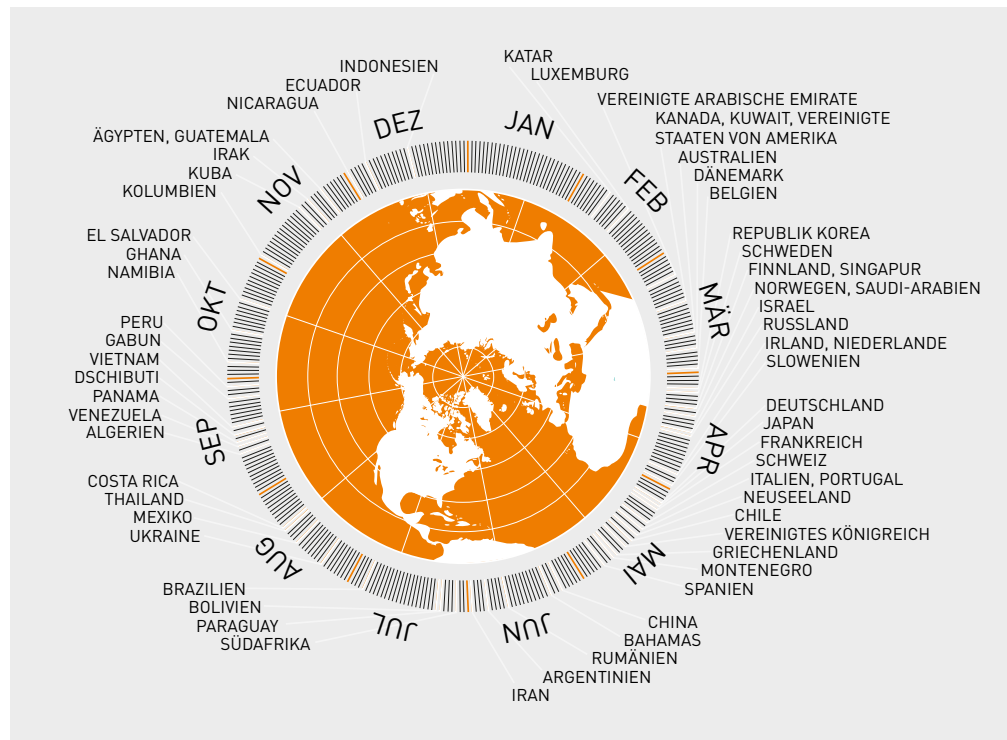 KATAR
LUXEMBURG
VEREINIGTE ARABISCHE EMIRATE
KANADA, KUWAIT, VEREINIGTE
STAATEN VON AMERIKA
AUSTRALIEN
DÄNEMARK
BELGIEN
REPUBLIK KOREA
SCHWEDEN
FINNLAND, SINGAPUR
NORWEGEN, SAUDI-ARABIEN
ISRAEL
RUSSLAND
IRLAND, NIEDERLANDE
SLOWENIEN
DEUTSCHLAND
JAPAN
FRANKREICH
SCHWEIZ
ITALIEN, PORTUGAL
NEUSEELAND
CHILE
VEREINIGTES KÖNIGREICH
GRIECHENLAND
MONTENEGRO
SPANIEN
CHINA
BAHAMAS
RUMÄNIEN
ARGENTINIEN
IRAN
BRAZILIEN
BOLIVIEN
PARAGUAY
SÜDAFRIKA
COSTA RICA
THAILAND
MEXIKO
UKRAINE
PERU
GABUN
VIETNAM
DSCHIBUTI
PANAMA
VENEZUELA
ALGERIEN
EL SALVADOR
GHANA
NAMIBIA
ÄGYPTEN, GUATEMALA
IRAK
KUBA
KOLUMBIEN
INDONESIEN
ECUADOR
NICARAGUA
JAN
FEB
MÄR
APR
MAI
JUN
JUL
AUG
SEP
OKT
NOV
DEZ